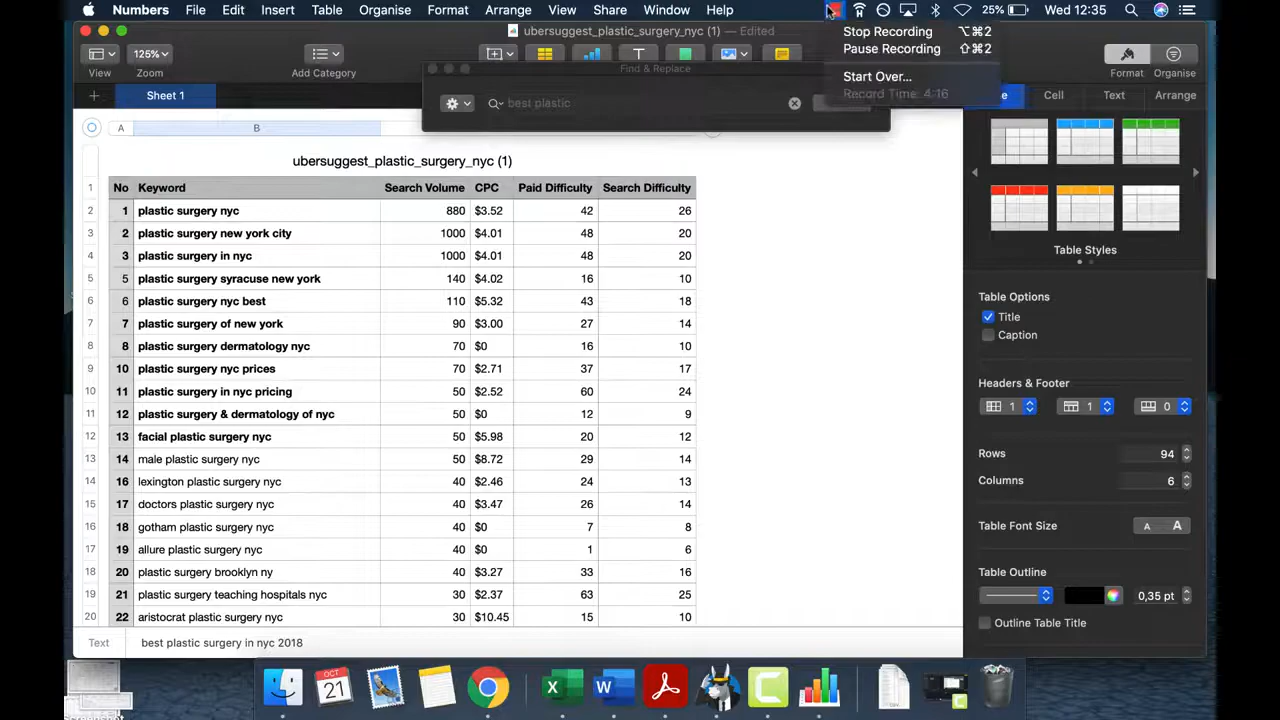 Numbers File Edit Insert Table Organise Format Arrange View Share Window Help 25% Wed 12:35
Stop Recording ⌥⌘2
Pause Recording ⇧⌘2
Start Over...
Record Time: 4:16
ubersuggest_plastic_surgery_nyc (1) — Edited
125%
View Zoom Add Category Format Organise
Find & Replace
best plastic
Sheet 1
Cell Text Arrange
A B
ubersuggest_plastic_surgery_nyc (1)
1 No Keyword Search Volume CPC Paid Difficulty Search Difficulty
2 1 plastic surgery nyc 880 $3.52 42 26
3 2 plastic surgery new york city 1000 $4.01 48 20
4 3 plastic surgery in nyc 1000 $4.01 48 20
5 5 plastic surgery syracuse new york 140 $4.02 16 10
6 6 plastic surgery nyc best 110 $5.32 43 18
7 7 plastic surgery of new york 90 $3.00 27 14
8 8 plastic surgery dermatology nyc 70 $0 16 10
9 10 plastic surgery nyc prices 70 $2.71 37 17
10 11 plastic surgery in nyc pricing 50 $2.52 60 24
11 12 plastic surgery & dermatology of nyc 50 $0 12 9
12 13 facial plastic surgery nyc 50 $5.98 20 12
13 14 male plastic surgery nyc 50 $8.72 29 14
14 16 lexington plastic surgery nyc 40 $2.46 24 13
15 17 doctors plastic surgery nyc 40 $3.47 26 14
16 18 gotham plastic surgery nyc 40 $0 7 8
17 19 allure plastic surgery nyc 40 $0 1 6
18 20 plastic surgery brooklyn ny 40 $3.27 33 16
19 21 plastic surgery teaching hospitals nyc 30 $2.37 63 25
20 22 aristocrat plastic surgery nyc 30 $10.43 15 10
Text best plastic surgery in nyc 2018
Table Styles
Table Options
Title
Caption
Headers & Footer
1 1 0
Rows 94
Columns 6
Table Font Size A A
Table Outline
0,35 pt
Outline Table Title
OCT
21